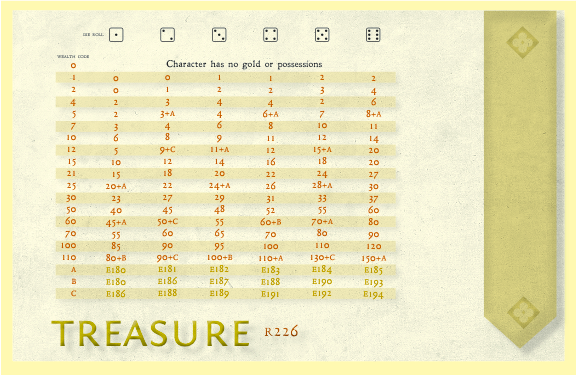 DIE ROLL
WEALTH CODE
0 Character has no gold or possessions
1 0 0 1 1 2 2
2 0 1 2 2 3 4
4 2 3 4 4 2 6
5 2 3+A 4 6+A 7 8+A
7 3 4 6 8 10 11
10 6 8 9 11 12 14
12 5 9+C 11+A 12 15+A 20
15 10 12 14 16 18 20
21 15 18 20 22 24 27
25 20+A 22 24+A 26 28+A 30
30 23 27 29 31 33 37
50 40 45 48 52 55 60
60 45+A 50+C 55 60+B 70+A 80
70 55 60 65 70 80 90
100 85 90 95 100 110 120
110 80+B 90+C 100+B 110+A 130+C 150+A
A E180 E181 E182 E183 E184 E185
B E180 E186 E187 E188 E190 E193
C E186 E188 E189 E191 E192 E194
TREASURE R226